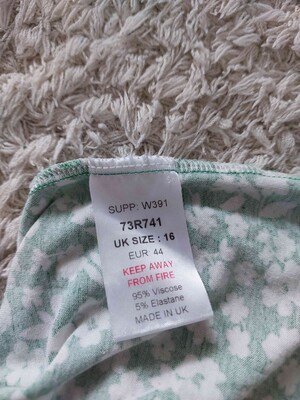 SUPP: W391
73R741
UK SIZE : 16
EUR: 44
KEEP AWAY
FROM FIRE
95% Viscose
5% Elastane
MADE IN UK